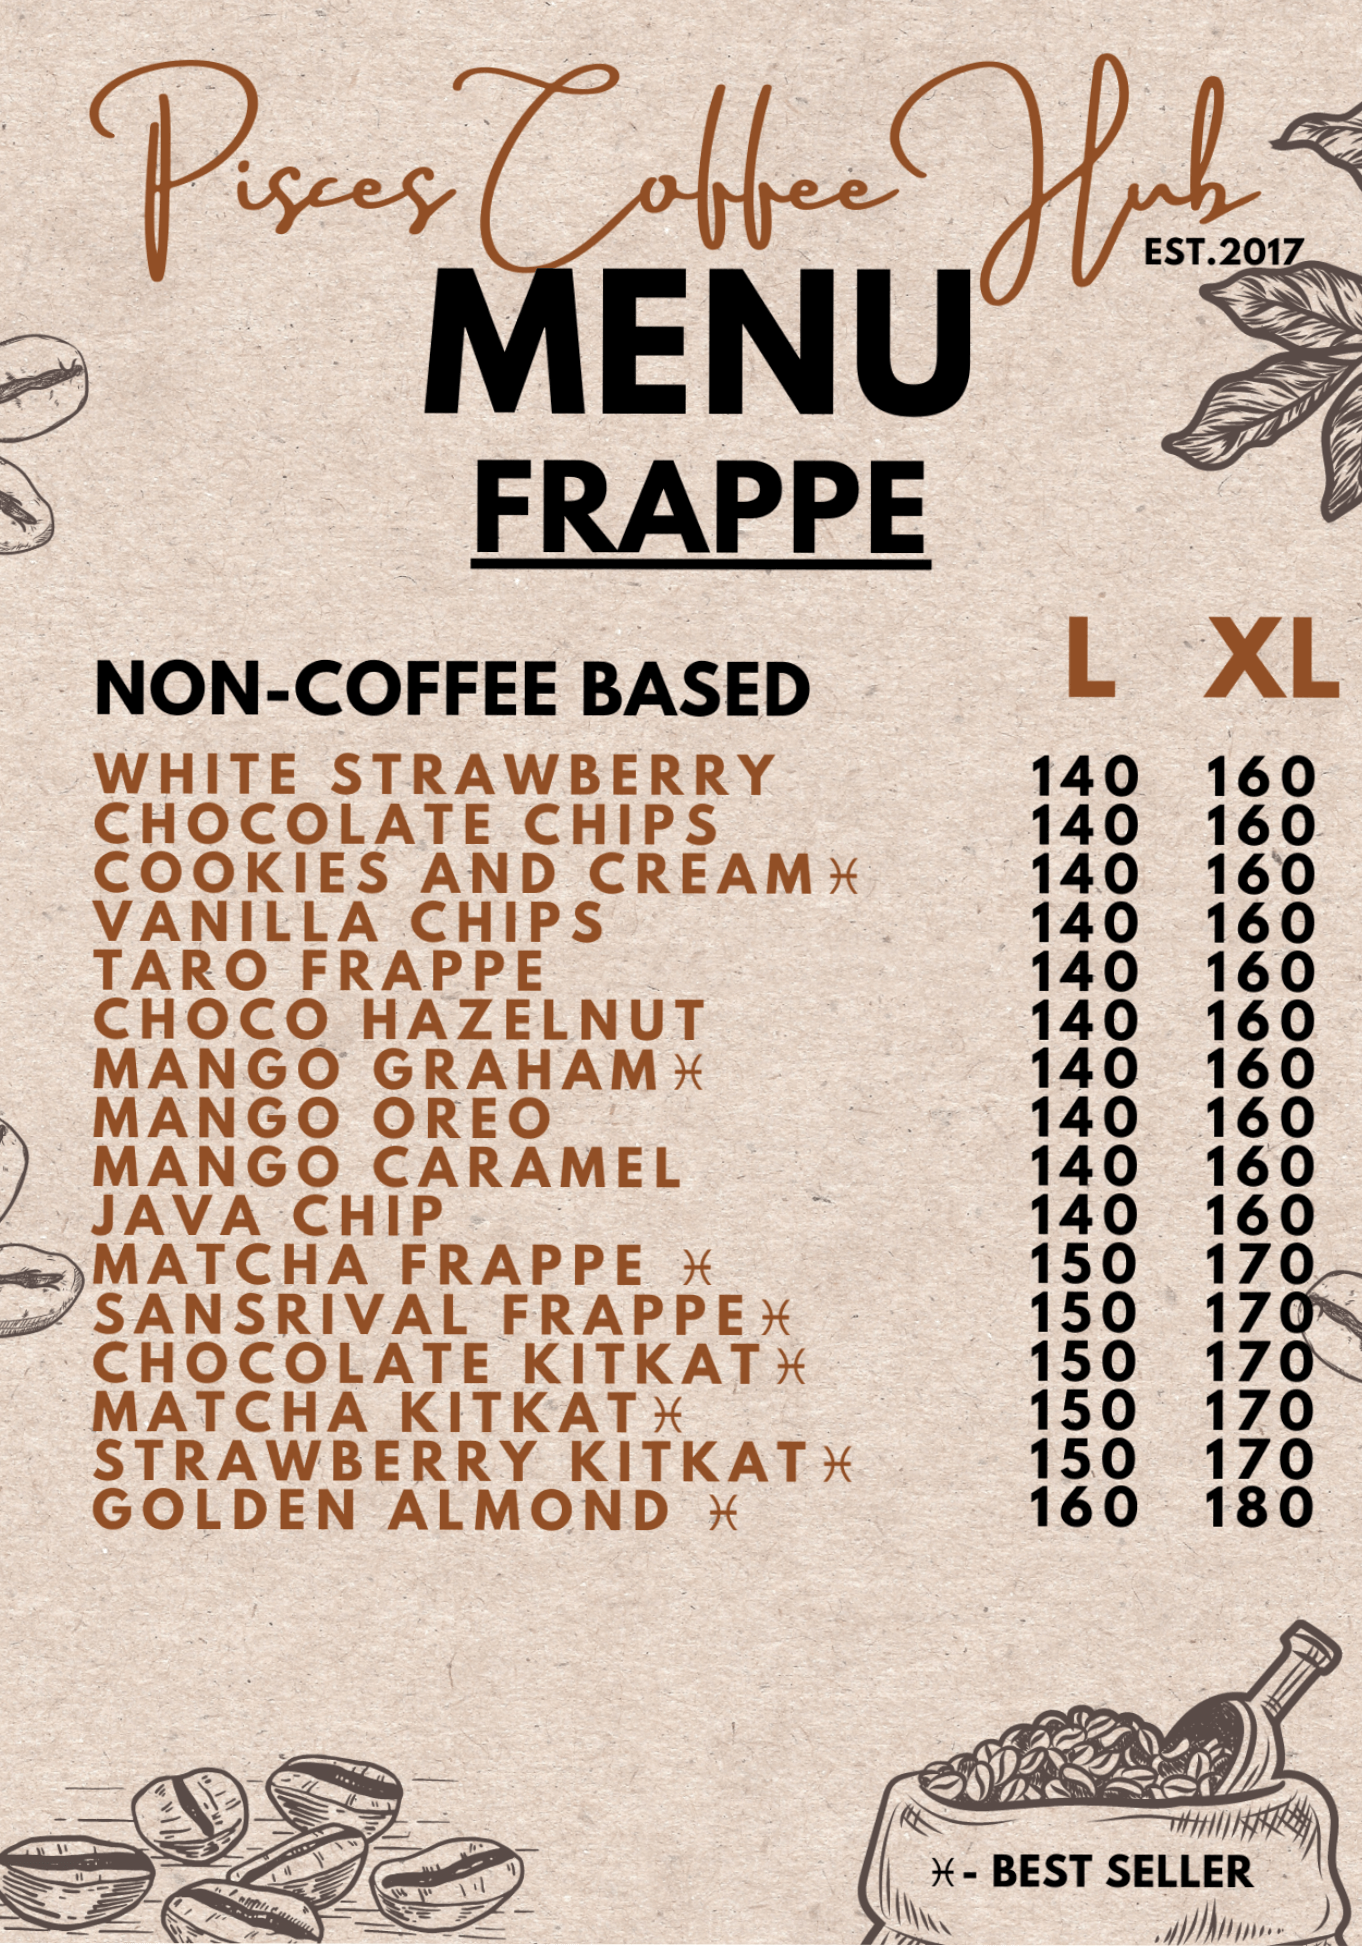 Pisces Coffee Hub
EST.2017
MENU
FRAPPE
L XL
NON-COFFEE BASED
WHITE STRAWBERRY 140 160
CHOCOLATE CHIPS 140 160
COOKIES AND CREAM ♓︎ 140 160
VANILLA CHIPS 140 160
TARO FRAPPE 140 160
CHOCO HAZELNUT 140 160
MANGO GRAHAM ♓︎ 140 160
MANGO OREO 140 160
MANGO CARAMEL 140 160
JAVA CHIP 140 160
MATCHA FRAPPE ♓︎ 150 170
SANSRIVAL FRAPPE ♓︎ 150 170
CHOCOLATE KITKAT ♓︎ 150 170
MATCHA KITKAT ♓︎ 150 170
STRAWBERRY KITKAT ♓︎ 150 170
GOLDEN ALMOND ♓︎ 160 180
♓︎ - BEST SELLER